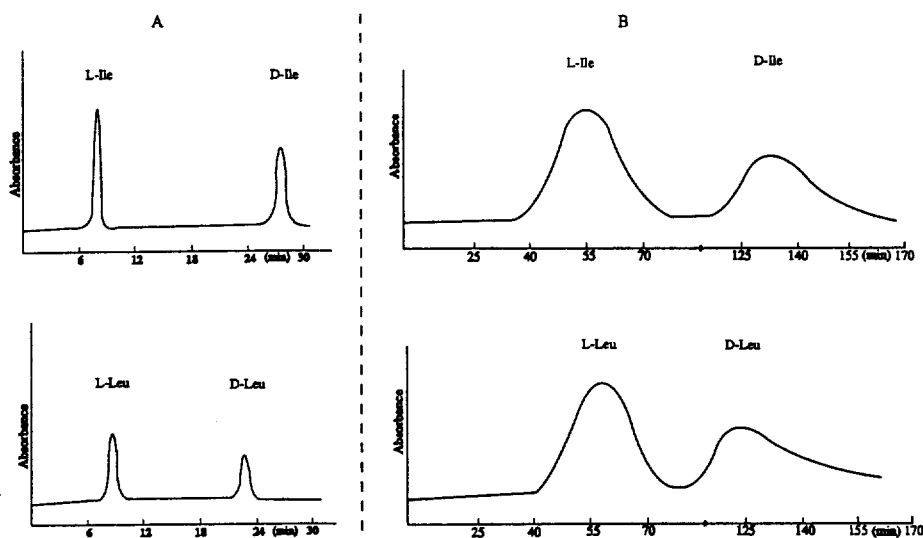 A
B
L-Ile
D-Ile
Absorbance
6 12 18 24 (min) 30
L-Ile
D-Ile
Absorbance
25 40 55 70 125 140 155 (min) 170
L-Leu
D-Leu
Absorbance
6 12 18 24 (min) 30
L-Leu
D-Leu
Absorbance
25 40 55 70 125 140 155 (min) 170